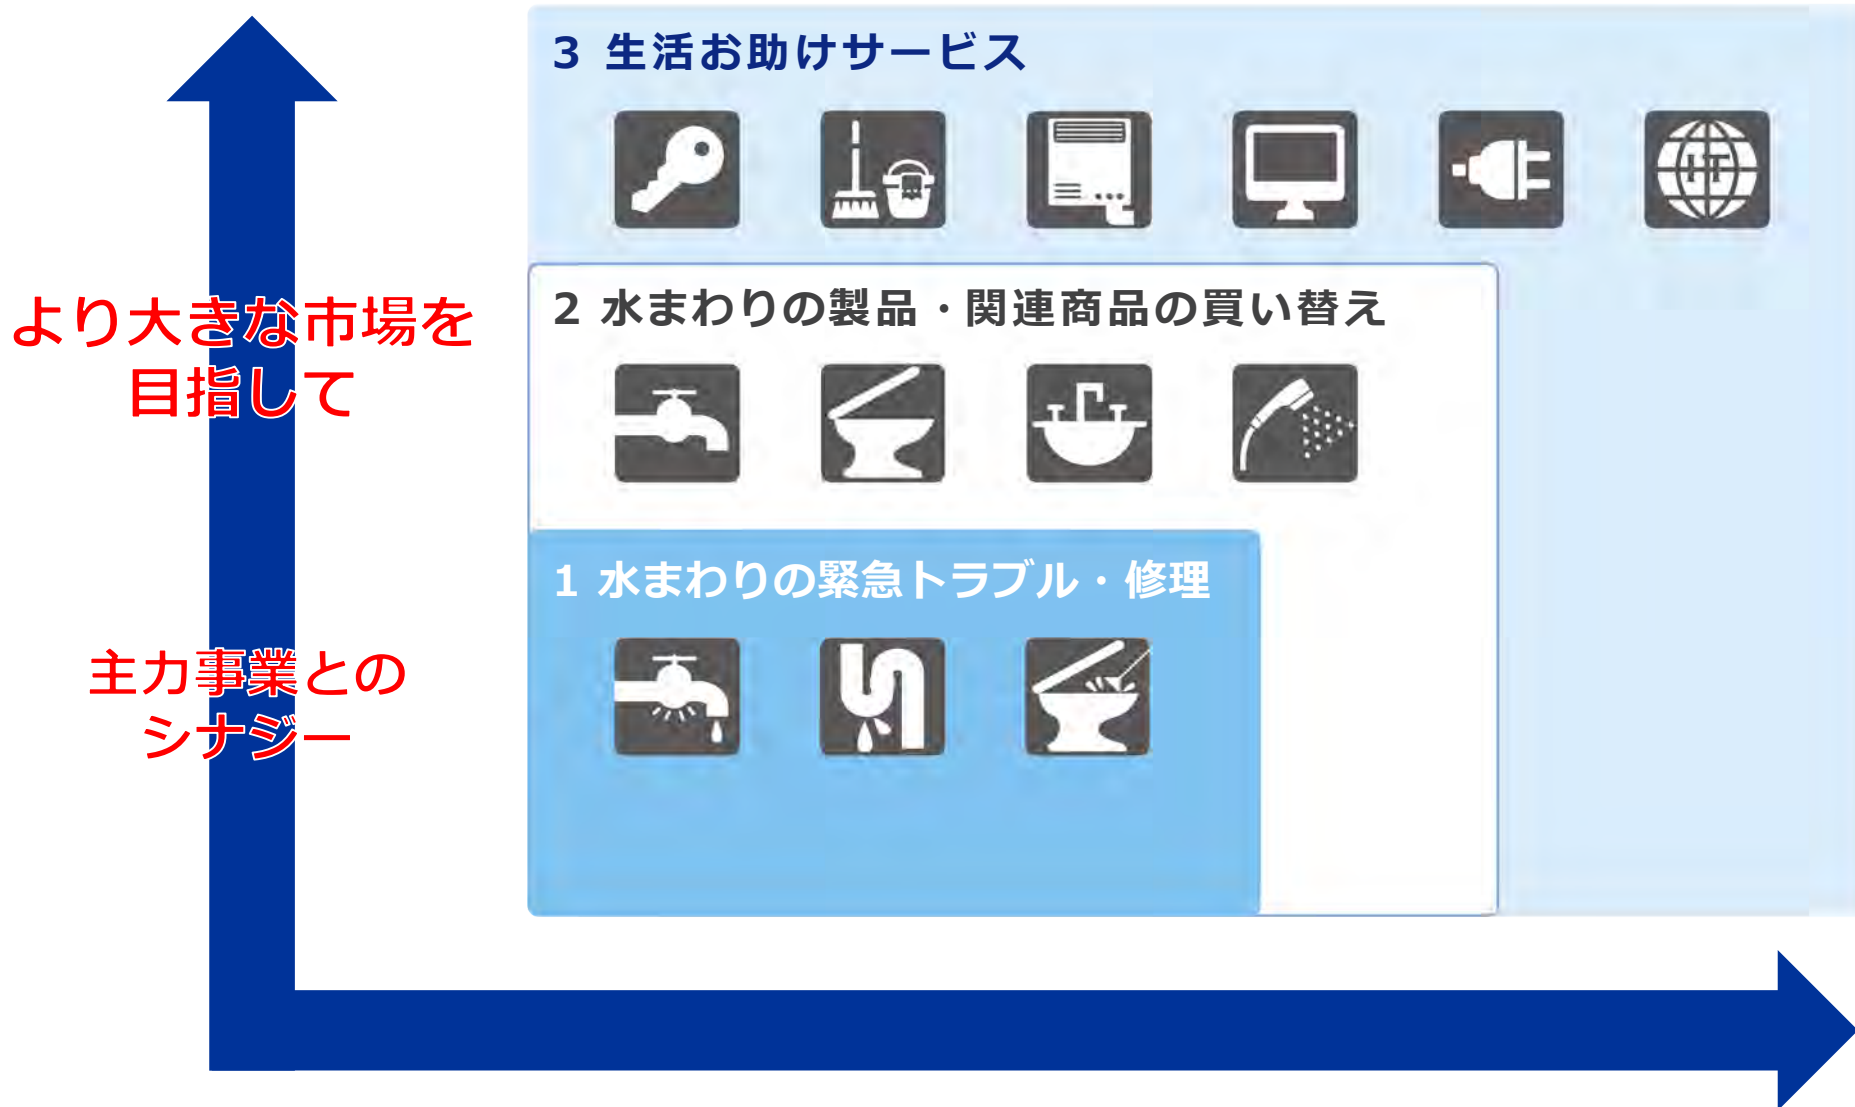 3 生活お助けサービス
IT
より大きな市場を
目指して
2 水まわりの製品・関連商品の買い替え
1 水まわりの緊急トラブル・修理
主力事業との
シナジー